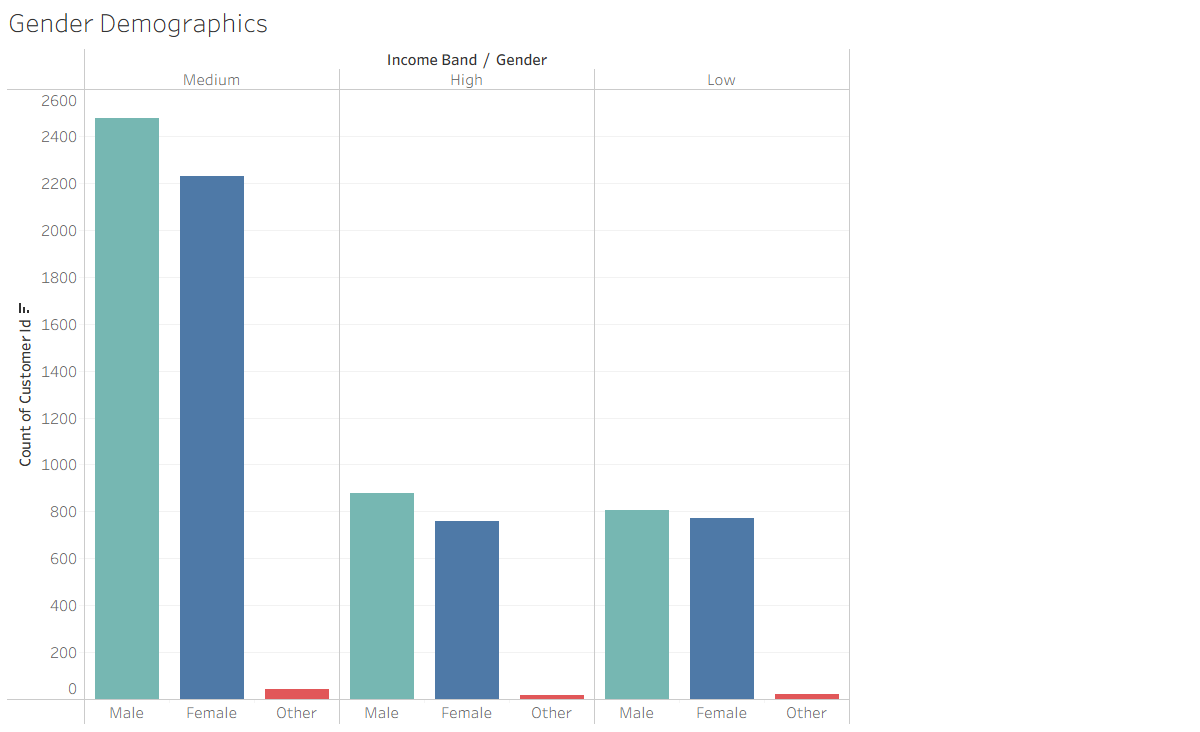 Gender Demographics
Income Band / Gender
Medium
High
Low
Count of Customer Id
2600
2400
2200
2000
1800
1600
1400
1200
1000
800
600
400
200
0
Male Female Other Male Female Other Male Female Other